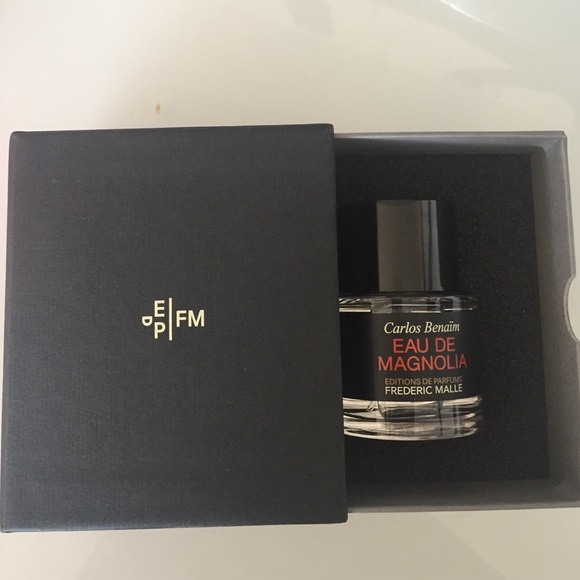 E
d P FM
Carlos Benaïm
EAU DE
MAGNOLIA
EDITIONS DE PARFUMS
FREDERIC MALLE